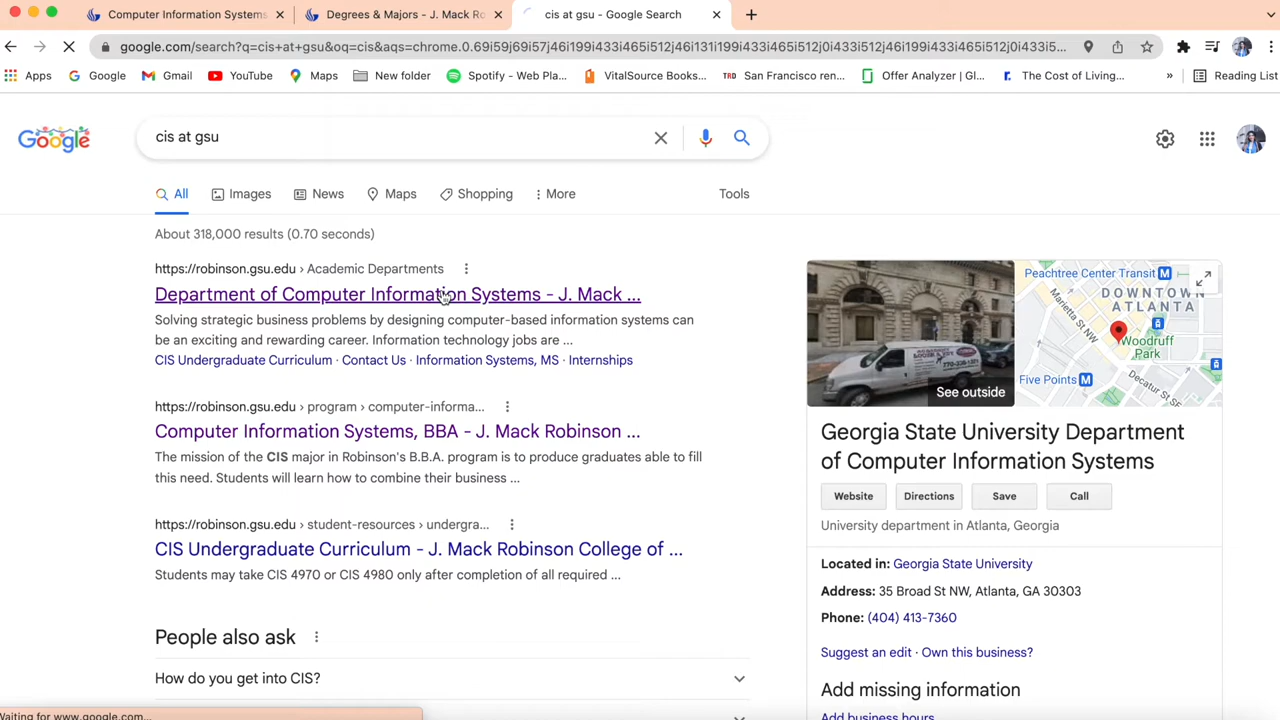 Computer Information Systems
Degrees & Majors - J. Mack Ro
cis at gsu - Google Search
google.com/search?q=cis+at+gsu&oq=cis&aqs=chrome.0.69i59j69i57j46i199i433i465i512j46i131i199i433i465i512j0i433i512j46i199i433i465i512j0i433i5...
Apps
Google
Gmail
YouTube
Maps
New folder
Spotify - Web Pla...
VitalSource Books...
TRD San Francisco ren...
Offer Analyzer | Gl...
The Cost of Living...
»
Reading List
Google
cis at gsu
All
Images
News
Maps
Shopping
More
Tools
About 318,000 results (0.70 seconds)
https://robinson.gsu.edu › Academic Departments
Department of Computer Information Systems - J. Mack ...
Solving strategic business problems by designing computer-based information systems can
be an exciting and rewarding career. Information technology jobs are ...
CIS Undergraduate Curriculum · Contact Us · Information Systems, MS · Internships
https://robinson.gsu.edu › program › computer-informa...
Computer Information Systems, BBA - J. Mack Robinson ...
The mission of the CIS major in Robinson's B.B.A. program is to produce graduates able to fill
this need. Students will learn how to combine their business ...
https://robinson.gsu.edu › student-resources › undergra...
CIS Undergraduate Curriculum - J. Mack Robinson College of ...
Students may take CIS 4970 or CIS 4980 only after completion of all required ...
People also ask
How do you get into CIS?
See outside
Peachtree Center Transit M
DOWNTOWN
ATLANTA
Marietta St NW
Woodruff
Park
Five Points M
Decatur St SE
Georgia State University Department
of Computer Information Systems
Website
Directions
Save
Call
University department in Atlanta, Georgia
Located in: Georgia State University
Address: 35 Broad St NW, Atlanta, GA 30303
Phone: (404) 413-7360
Suggest an edit · Own this business?
Add missing information
Add business hours
Waiting for www.google.com...